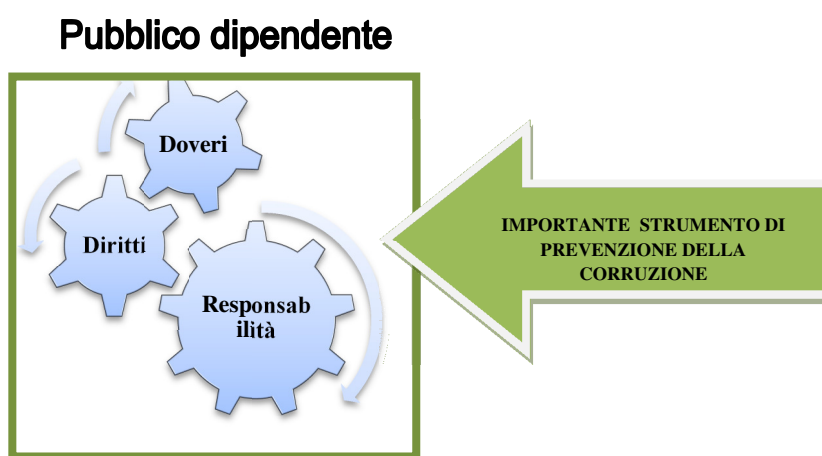 Pubblico dipendente
Doveri
Diritti
Responsab
ilità
IMPORTANTE STRUMENTO DI
PREVENZIONE DELLA
CORRUZIONE